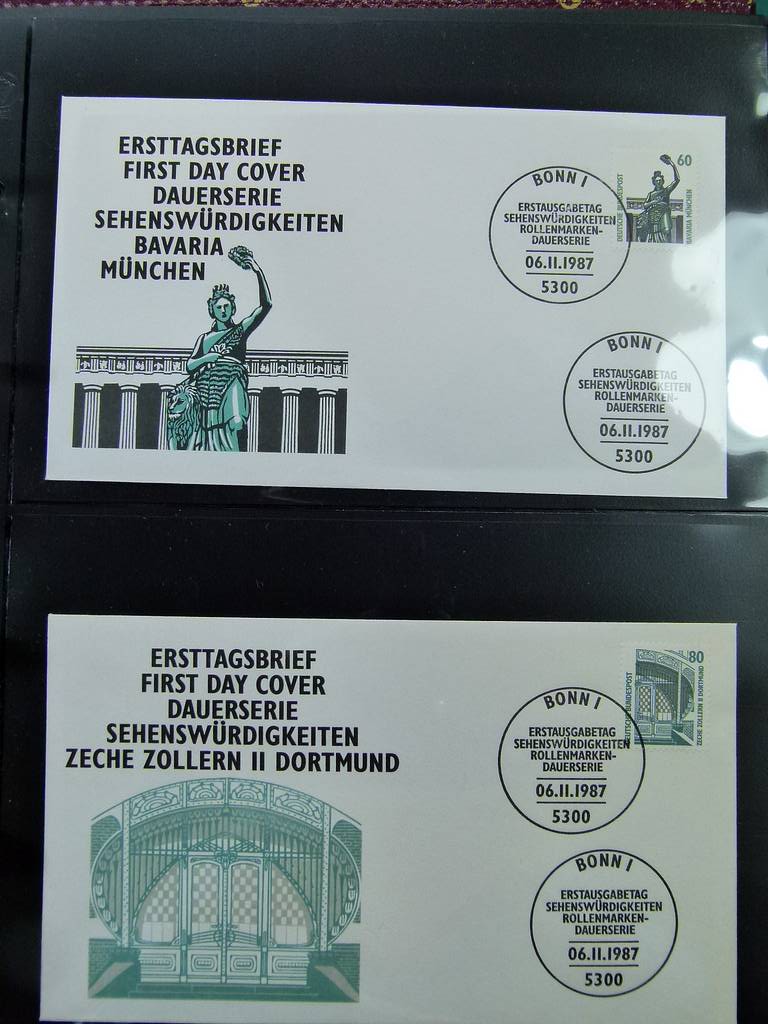 ERSTTAGSBRIEF
FIRST DAY COVER
DAUERSERIE
SEHENSWÜRDIGKEITEN
BAVARIA
MÜNCHEN
BONN 1
ERSTAUSGABETAG
SEHENSWÜRDIGKEITEN
ROLLENMARKEN-
DAUERSERIE
06.11.1987
5300
60
DEUTSCHE BUNDESPOST
BAVARIA MÜNCHEN
BONN 1
ERSTAUSGABETAG
SEHENSWÜRDIGKEITEN
ROLLENMARKEN-
DAUERSERIE
06.11.1987
5300
ERSTTAGSBRIEF
FIRST DAY COVER
DAUERSERIE
SEHENSWÜRDIGKEITEN
ZECHE ZOLLERN II DORTMUND
BONN 1
ERSTAUSGABETAG
SEHENSWÜRDIGKEITEN
ROLLENMARKEN-
DAUERSERIE
06.11.1987
5300
80
DEUTSCHE BUNDESPOST
ZECHE ZOLLERN II DORTMUND
BONN 1
ERSTAUSGABETAG
SEHENSWÜRDIGKEITEN
ROLLENMARKEN-
DAUERSERIE
06.11.1987
5300